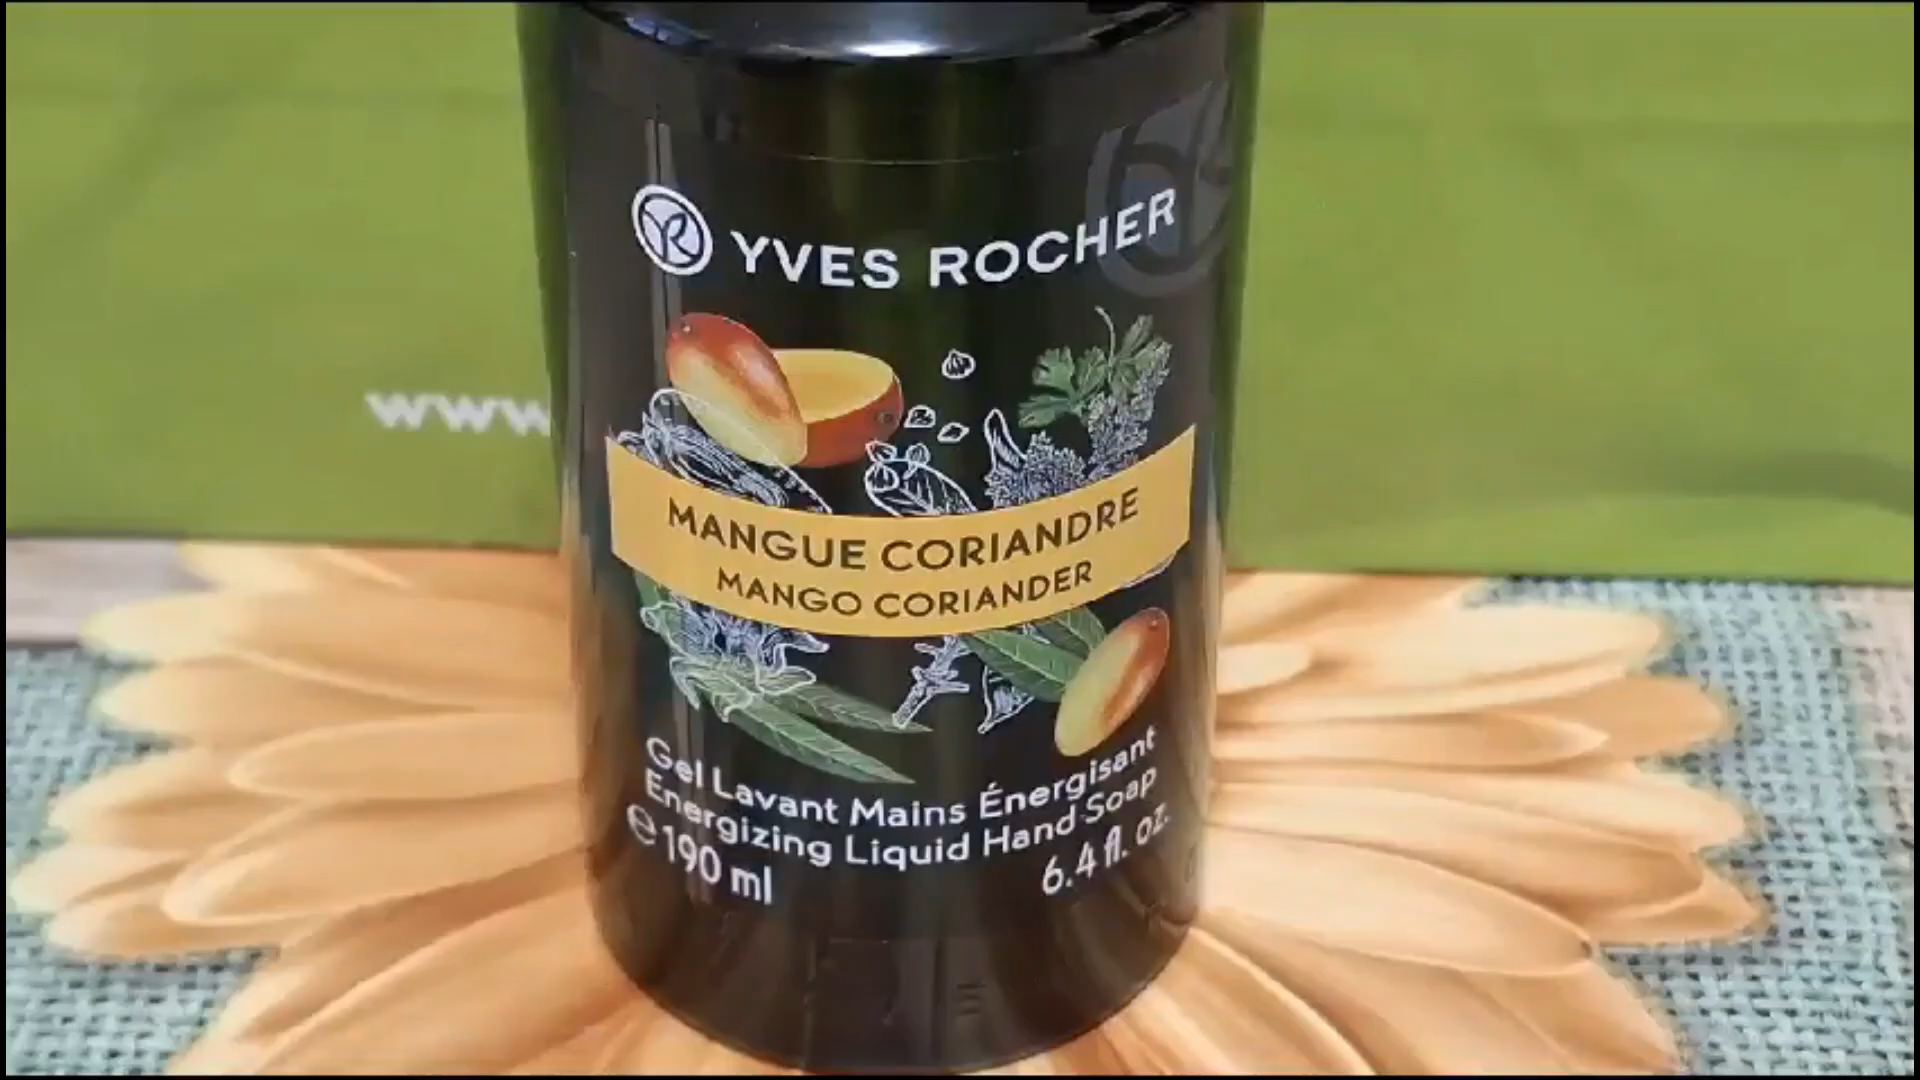 YVES ROCHER
www.
MANGUE CORIANDRE
MANGO CORIANDER
Gel Lavant Mains Énergisant
Energizing Liquid Hand Soap
℮ 190 ml
6.4 fl. oz.